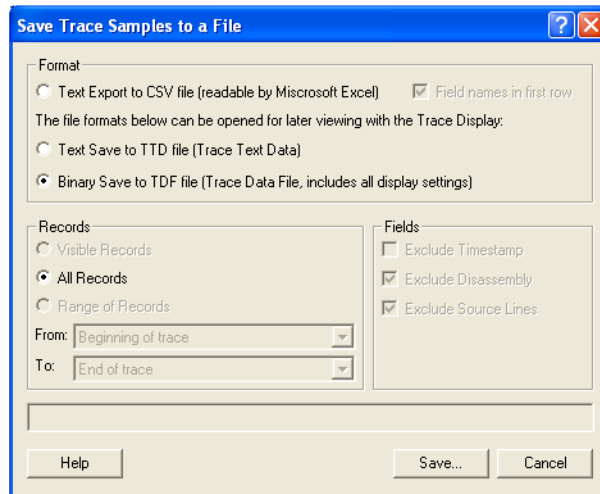 Save Trace Samples to a File
Format
Text Export to CSV file (readable by Miscrosoft Excel)
Field names in first row
The file formats below can be opened for later viewing with the Trace Display:
Text Save to TTD file (Trace Text Data)
Binary Save to TDF file (Trace Data File, includes all display settings)
Records
Visible Records
All Records
Range of Records
From: Beginning of trace
To: End of trace
Fields
Exclude Timestamp
Exclude Disassembly
Exclude Source Lines
Help
Save...
Cancel